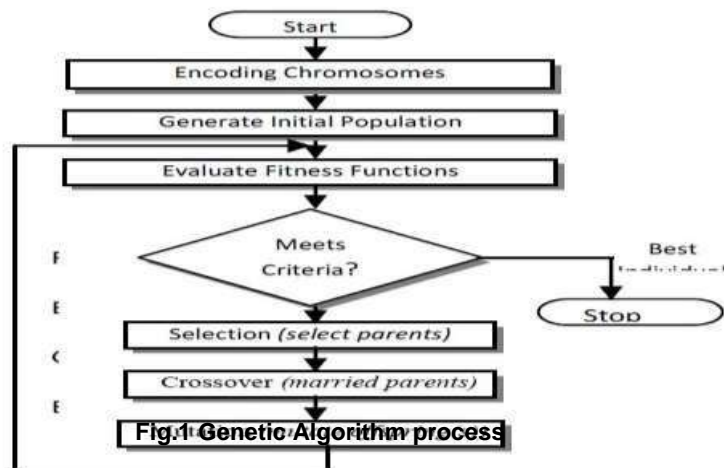 Start
Encoding Chromosomes
Generate Initial Population
Evaluate Fitness Functions
Meets
Criteria?
Best
Stop
Selection (select parents)
Crossover (married parents)
Fig.1 Genetic Algorithm process